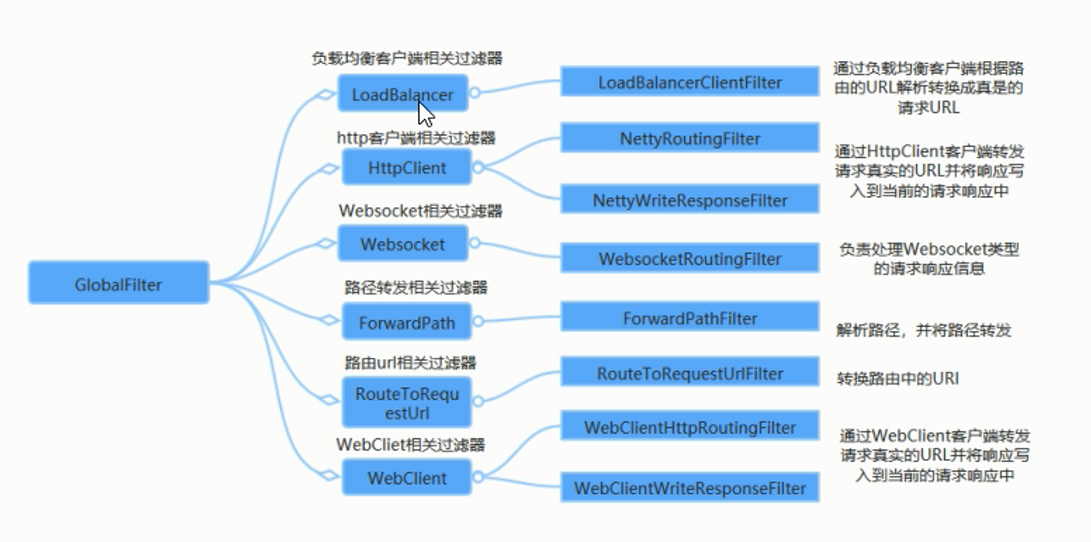 GlobalFilter
负载均衡客户端相关过滤器
LoadBalancer
LoadBalancerClientFilter
通过负载均衡客户端根据路
由的URL解析转换成真是的
请求URL
http客户端相关过滤器
HttpClient
NettyRoutingFilter
NettyWriteResponseFilter
通过HttpClient客户端转发
请求真实的URL并将响应写
入到当前的请求响应中
Websocket相关过滤器
Websocket
WebsocketRoutingFilter
负责处理Websocket类型
的请求响应信息
路径转发相关过滤器
ForwardPath
ForwardPathFilter
解析路径，并将路径转发
路由url相关过滤器
RouteToRequ
estUrl
RouteToRequestUrlFilter
转换路由中的URI
WebCliet相关过滤器
WebClient
WebClientHttpRoutingFilter
WebClientWriteResponseFilter
通过WebClient客户端转发
请求真实的URL并将响应写
入到当前的请求响应中